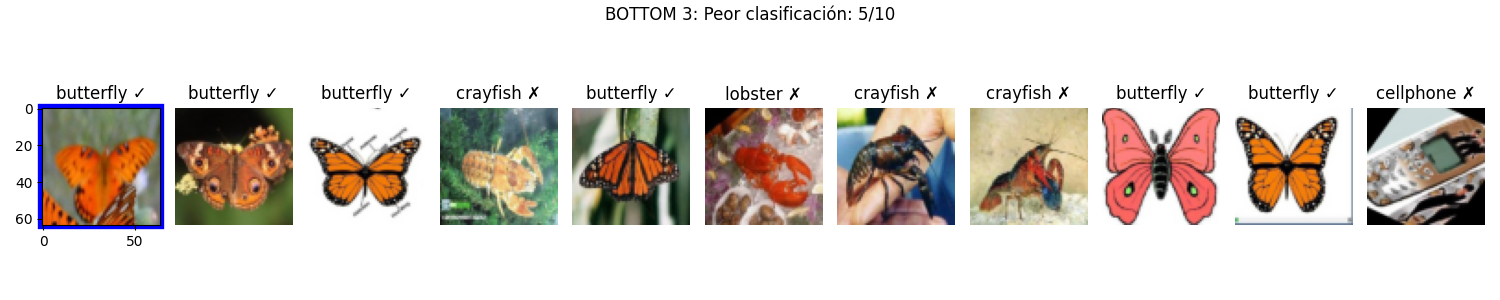 BOTTOM 3: Peor clasificación: 5/10
butterfly ✓ butterfly ✓ butterfly ✓ crayfish ✗ butterfly ✓ lobster ✗ crayfish ✗ crayfish ✗ butterfly ✓ butterfly ✓ cellphone ✗
0
20
40
60
0 50